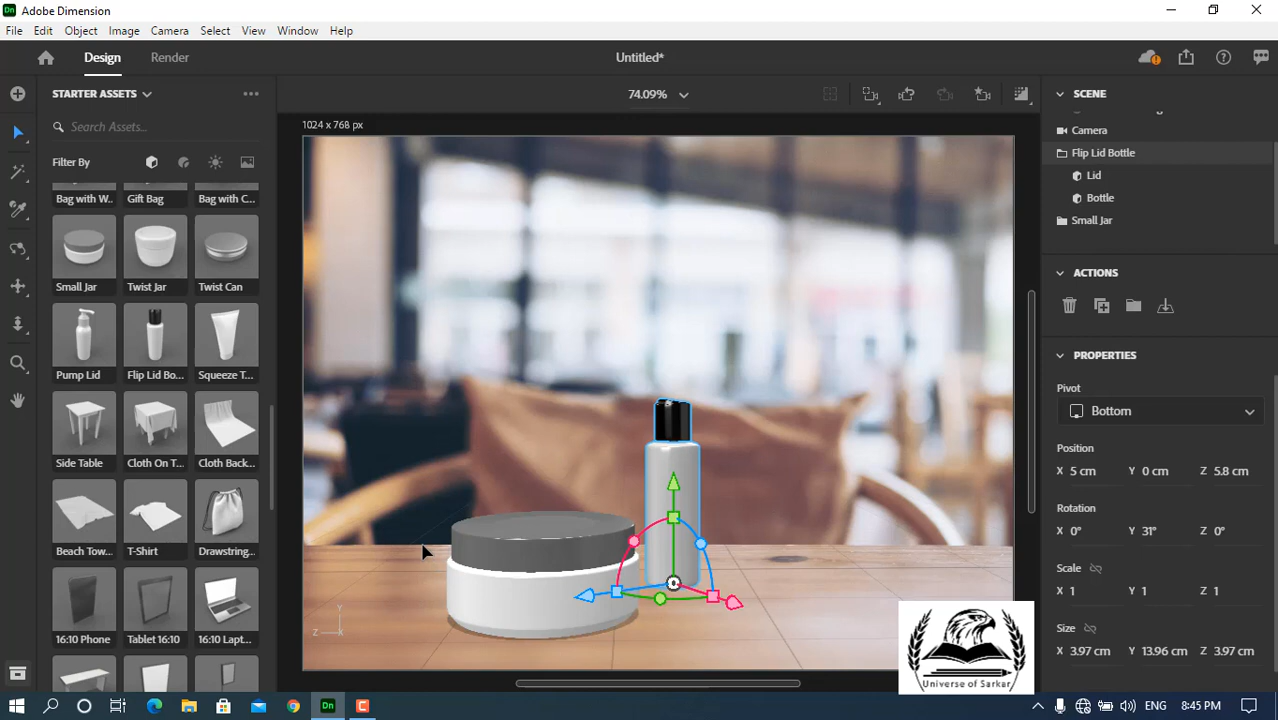 Dn Adobe Dimension
File Edit Object Image Camera Select View Window Help
Design Render Untitled*
STARTER ASSETS
74.09%
SCENE
1024 x 768 px
Search Assets...
Camera
Filter By
Flip Lid Bottle
Lid
Bottle
Small Jar
Bag with W.. Gift Bag Bag with C...
Small Jar Twist Jar Twist Can
ACTIONS
Pump Lid Flip Lid Bo... Squeeze T...
PROPERTIES
Pivot
Bottom
Side Table Cloth On T... Cloth Back...
Position
X 5 cm Y 0 cm Z 5.8 cm
Rotation
X 0° Y 31° Z 0°
Beach Tow... T-Shirt Drawstring...
Scale
X 1 Y 1 Z 1
Size
X 3.97 cm Y 13.96 cm Z 3.97 cm
16:10 Phone Tablet 16:10 16:10 Lapt...
Y
Z X
Universe of Sarkar
Dn C ENG 8:45 PM